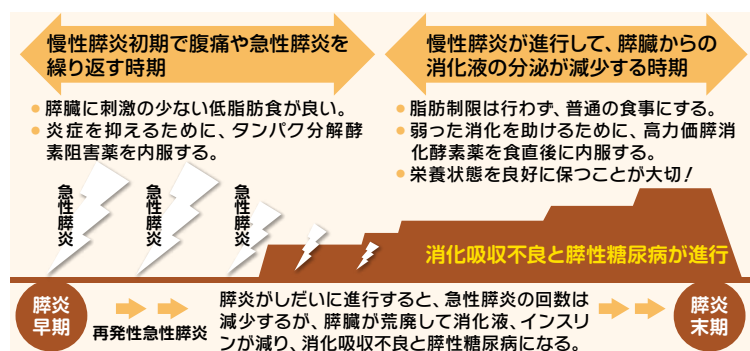 慢性膵炎初期で腹痛や急性膵炎を
繰り返す時期
慢性膵炎が進行して、膵臓からの
消化液の分泌が減少する時期
● 膵臓に刺激の少ない低脂肪食が良い。
● 炎症を抑えるために、タンパク分解酵
素阻害薬を内服する。
● 脂肪制限は行わず、普通の食事にする。
● 弱った消化を助けるために、高力価膵消
化酵素薬を食直後に内服する。
● 栄養状態を良好に保つことが大切!
急性膵炎
急性膵炎
急性膵炎
消化吸収不良と膵性糖尿病が進行
膵炎
早期
再発性急性膵炎
膵炎がしだいに進行すると、急性膵炎の回数は
減少するが、膵臓が荒廃して消化液、インスリ
ンが減り、消化吸収不良と膵性糖尿病になる。
膵炎
末期